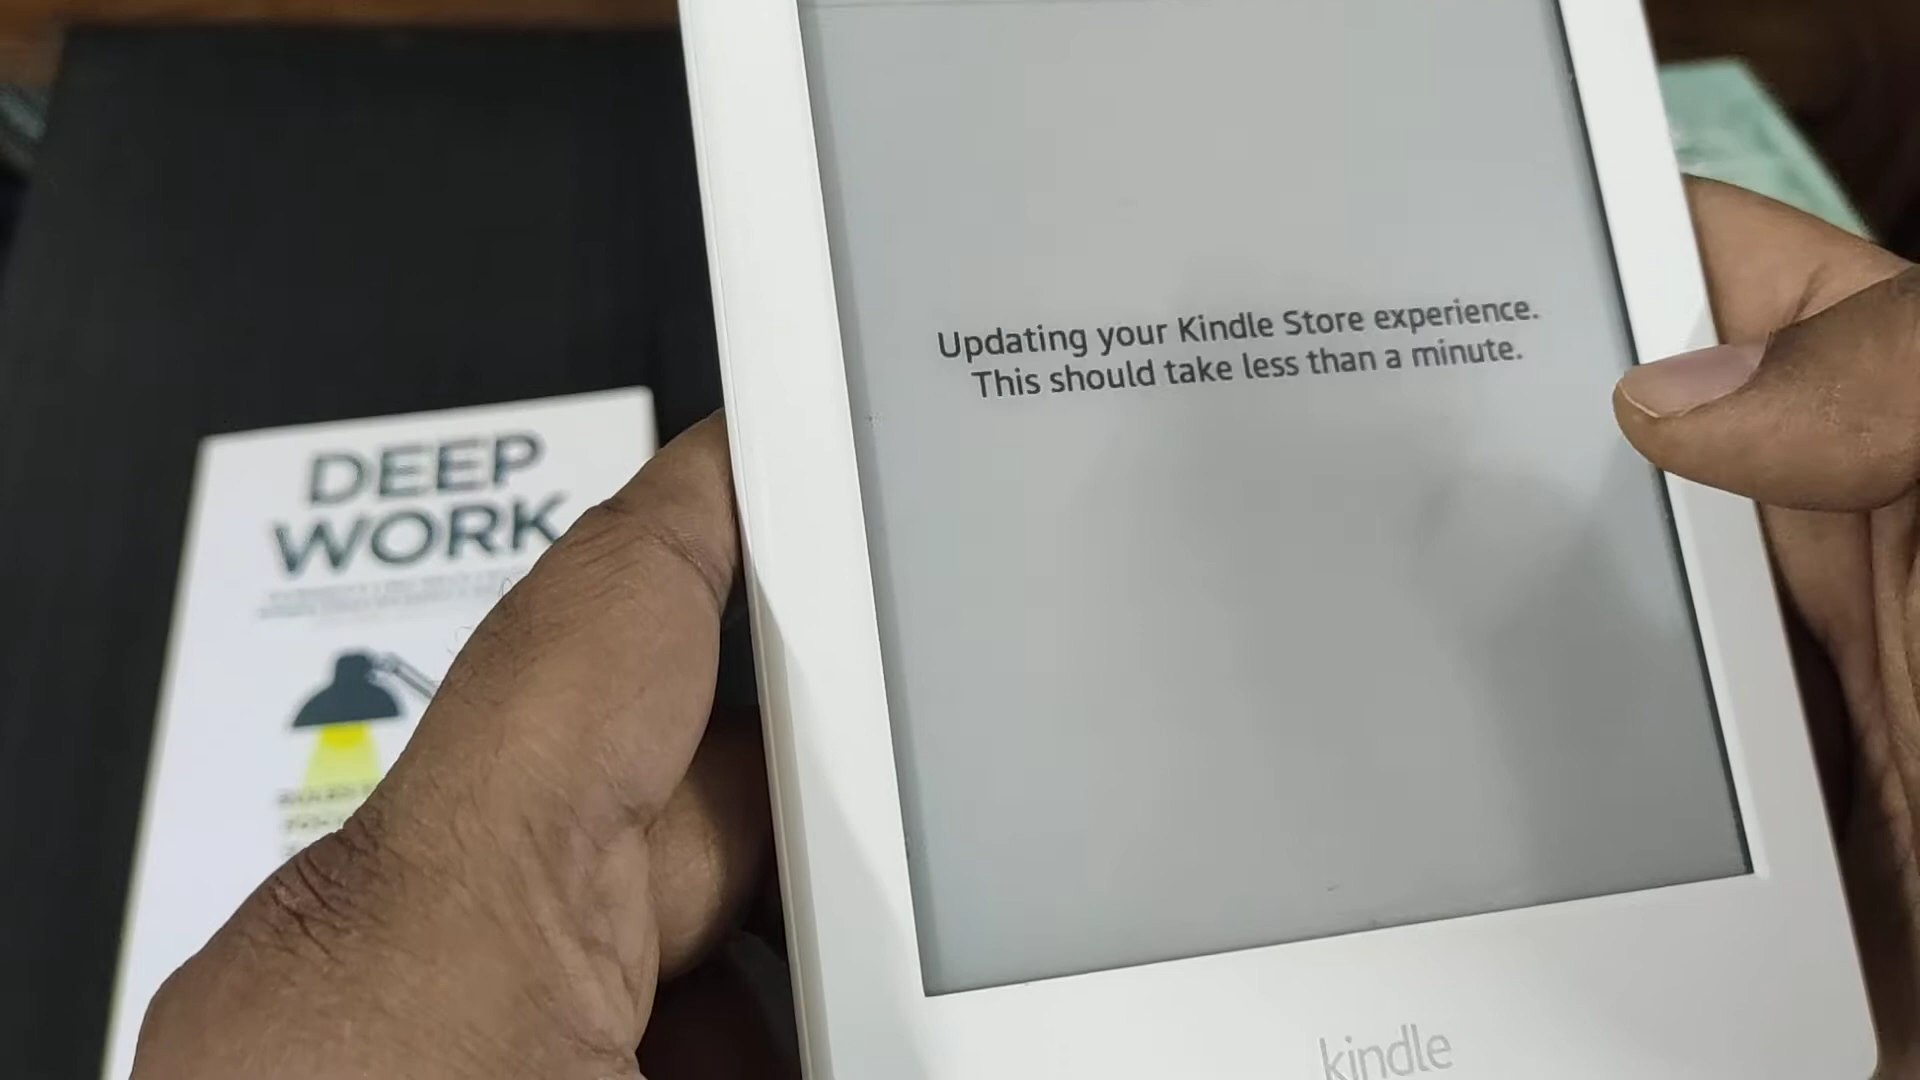 Updating your Kindle Store experience.
This should take less than a minute.
kindle
DEEP
WORK